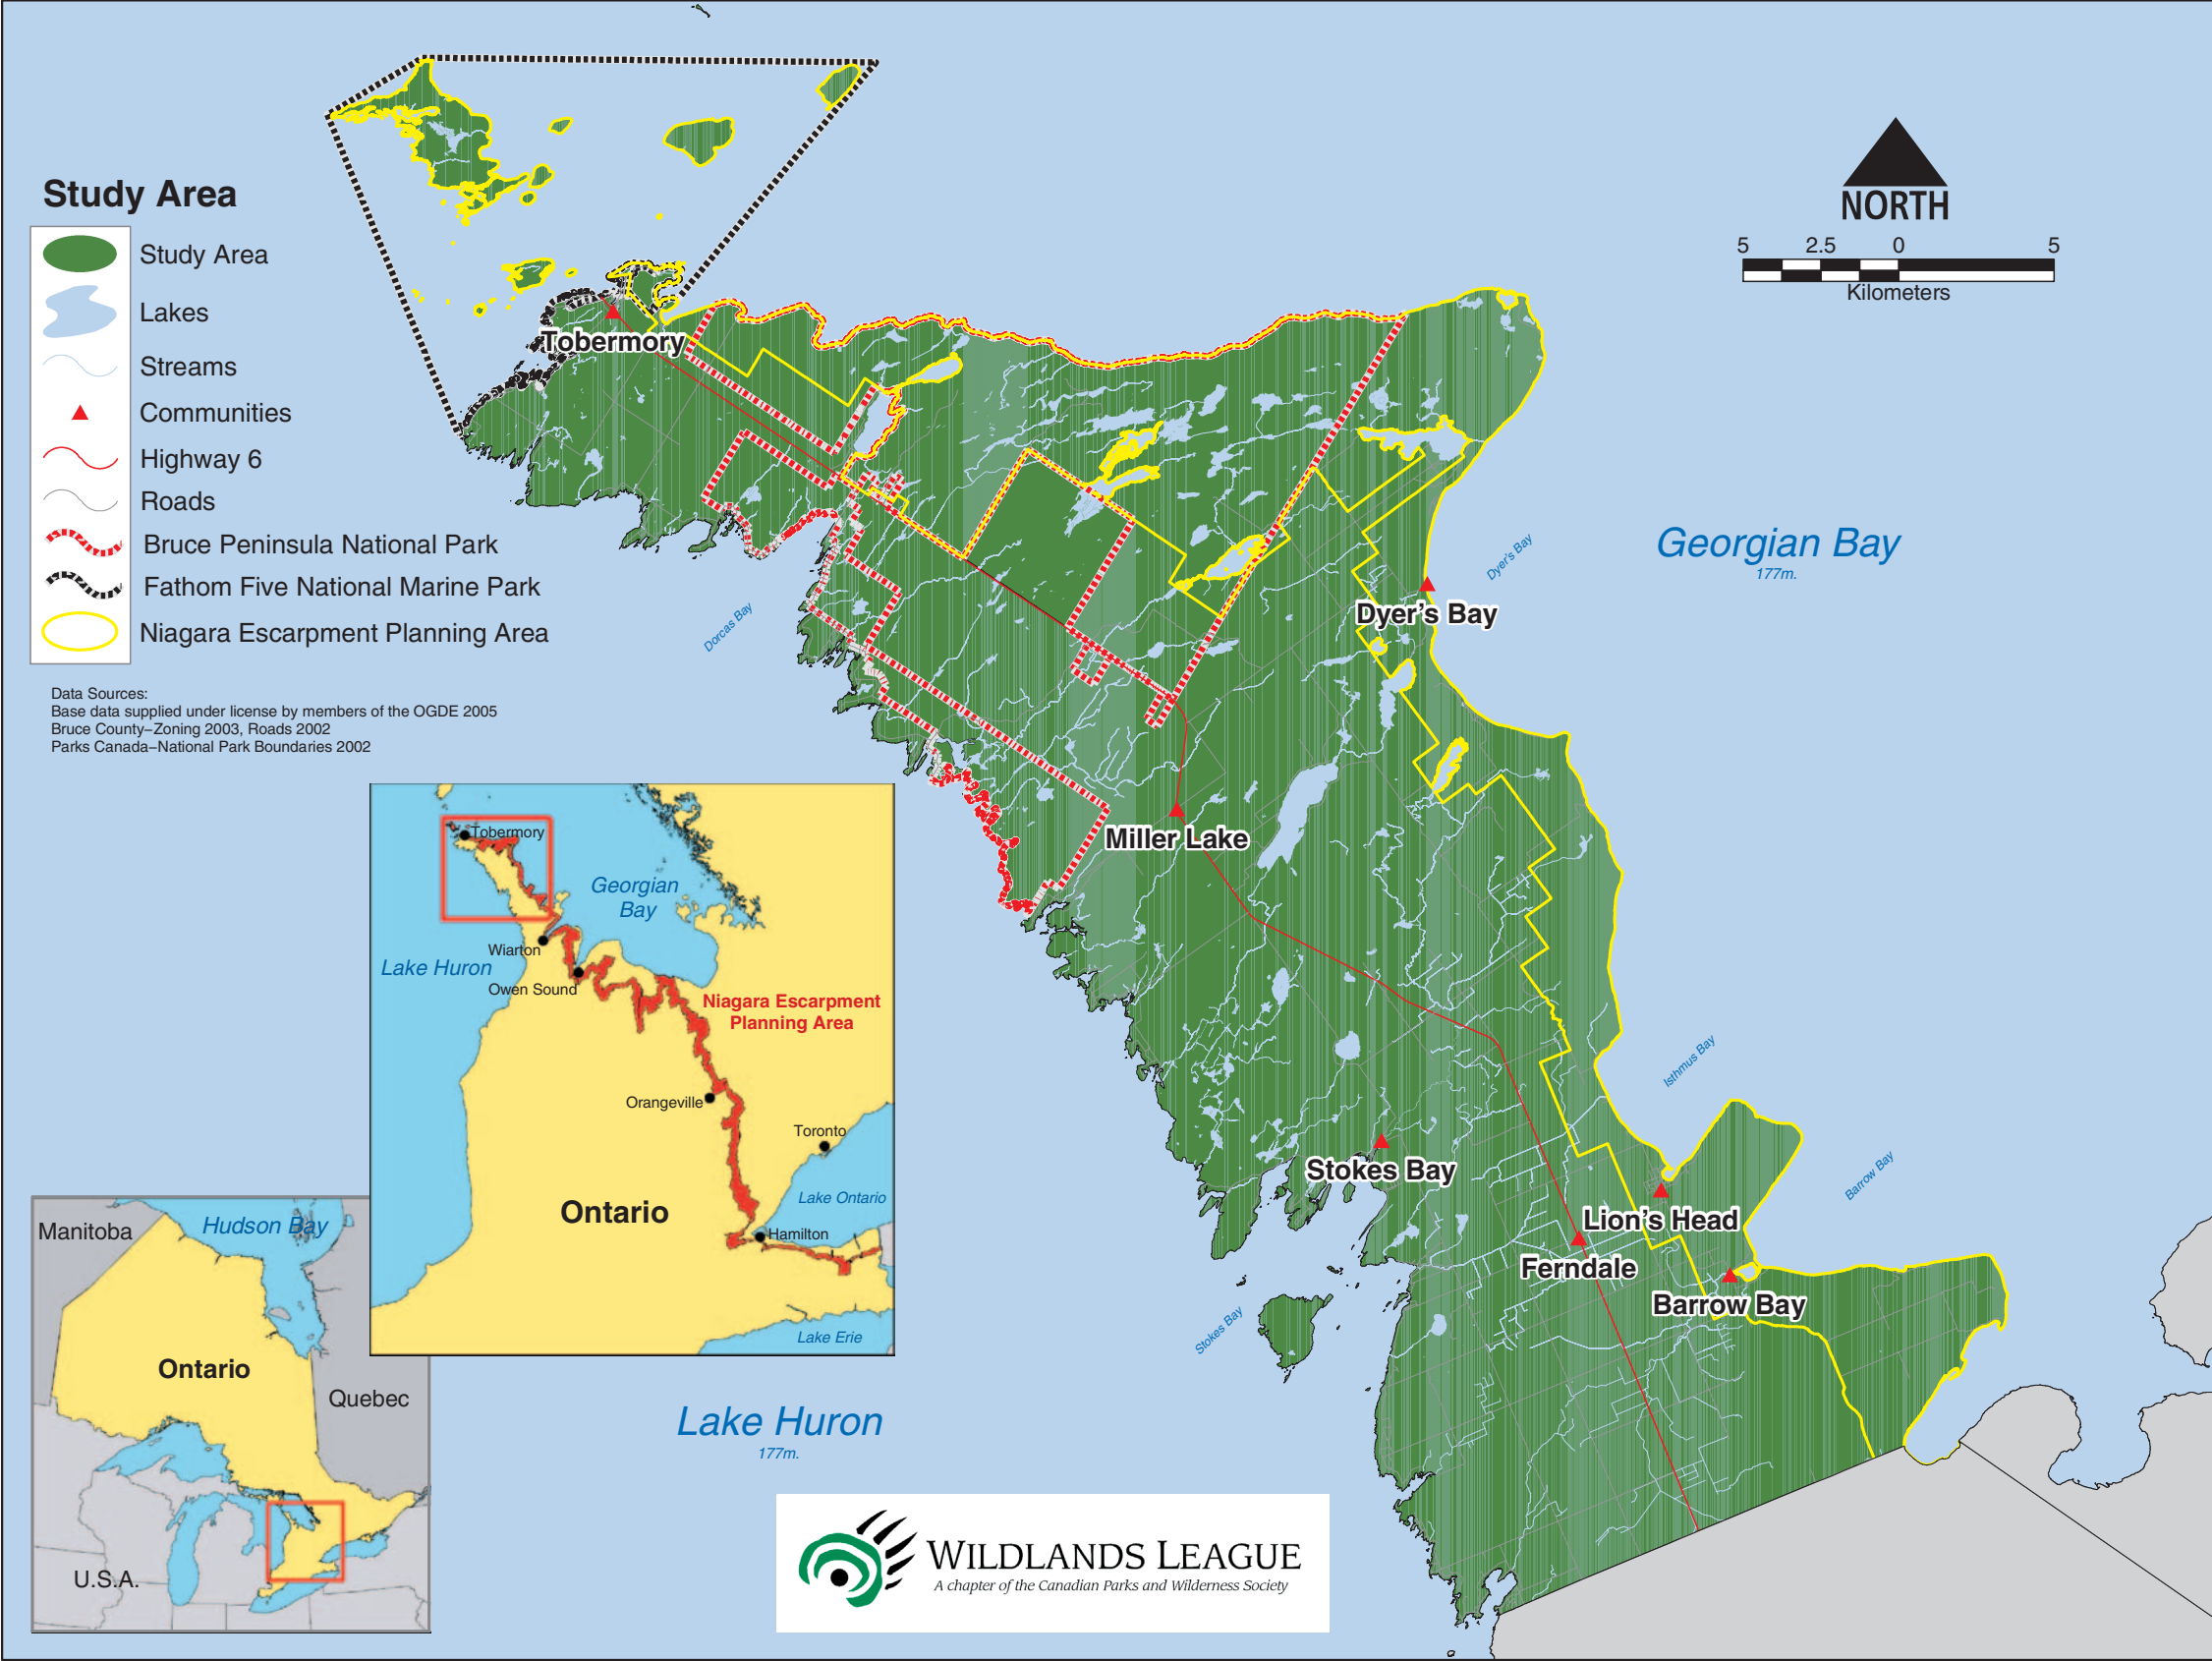 Study Area
Study Area
Lakes
Streams
Communities
Highway 6
Roads
Bruce Peninsula National Park
Fathom Five National Marine Park
Niagara Escarpment Planning Area
Data Sources:
Base data supplied under license by members of the OGDE 2005
Bruce County–Zoning 2003, Roads 2002
Parks Canada–National Park Boundaries 2002
NORTH
5 2.5 0 5
Kilometers
Tobermory
Georgian Bay
177m.
Dyer's Bay
Dyer's Bay
Dorcas Bay
Miller Lake
Isthmus Bay
Stokes Bay
Barrow Bay
Lion's Head
Ferndale
Barrow Bay
Stokes Bay
Lake Huron
177m.
Tobermory
Georgian
Bay
Wiarton
Lake Huron
Owen Sound
Niagara Escarpment
Planning Area
Orangeville
Toronto
Lake Ontario
Ontario
Hamilton
Lake Erie
Manitoba
Hudson Bay
Ontario
Quebec
U.S.A.
WILDLANDS LEAGUE
A chapter of the Canadian Parks and Wilderness Society